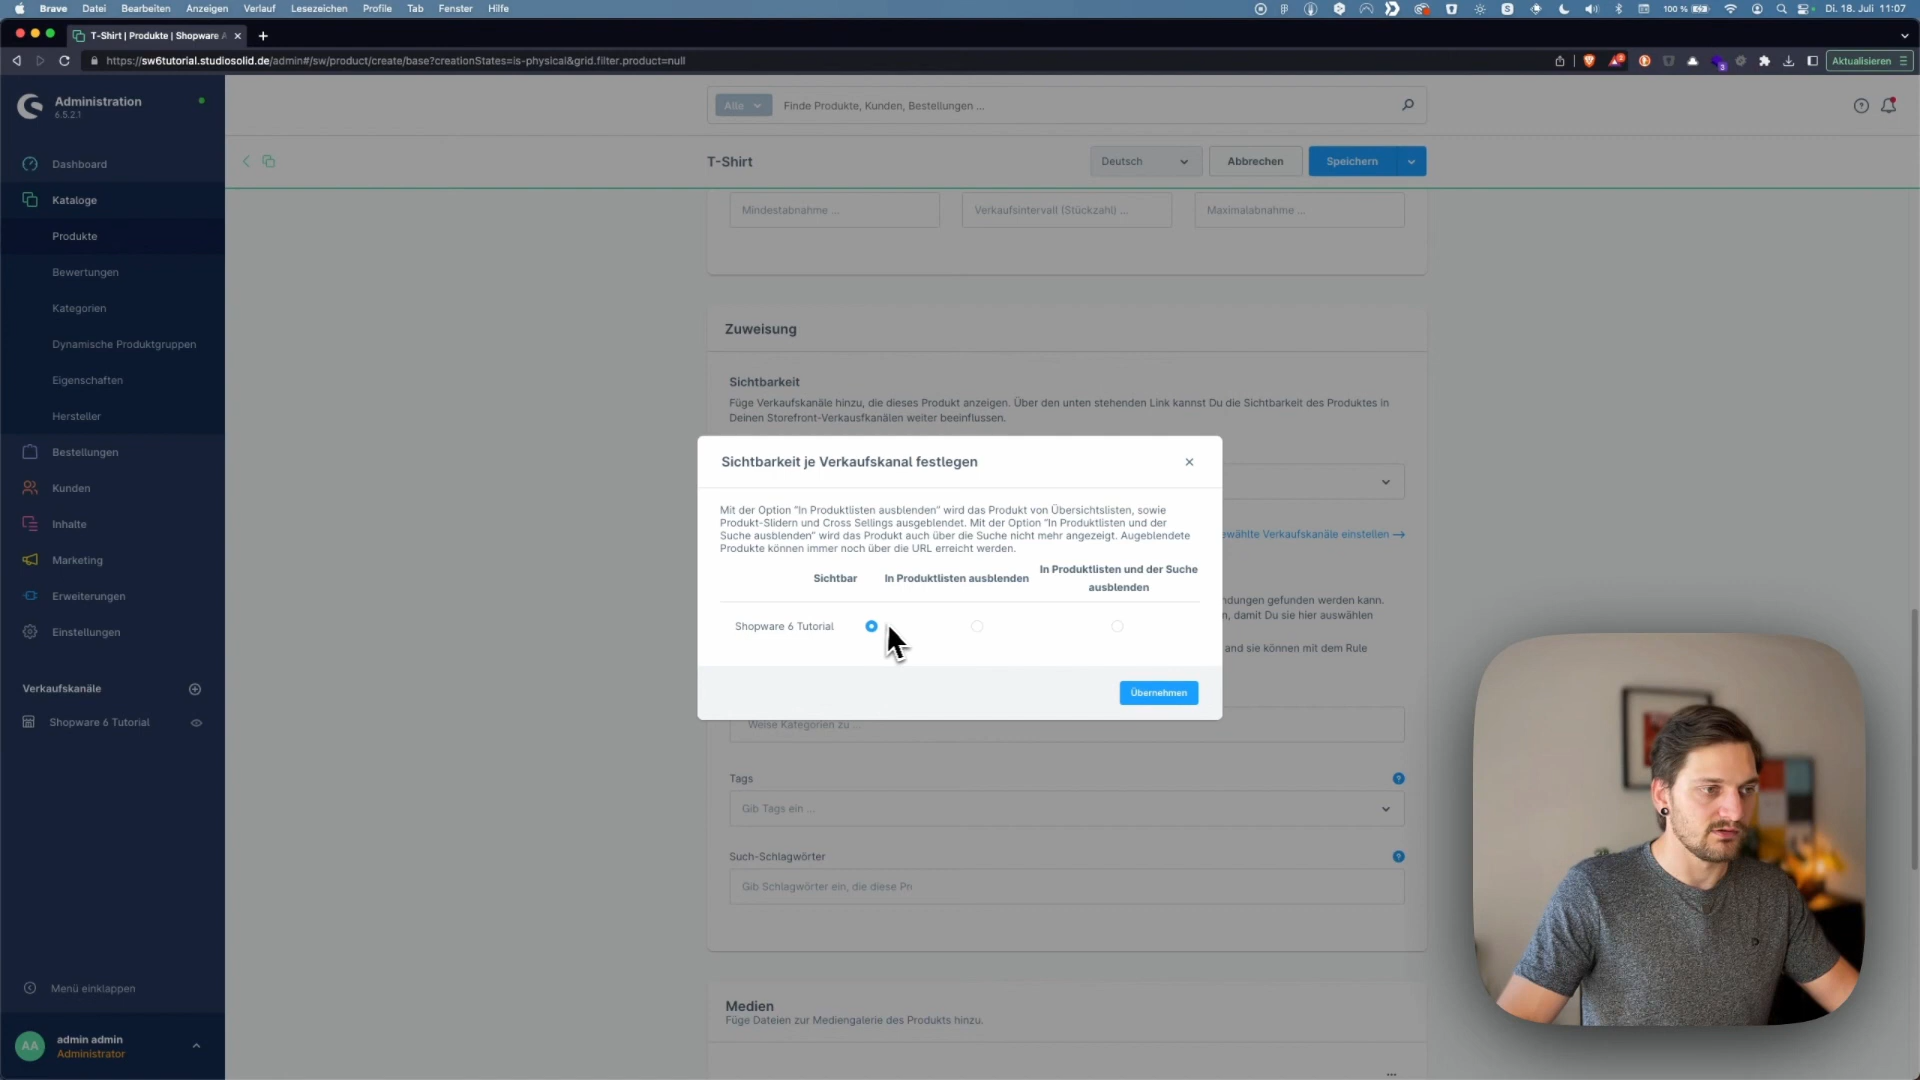 Brave Datei Bearbeiten Anzeigen Verlauf Lesezeichen Profile Tab Fenster Hilfe
100 % Di. 18. Juli 11:07
T-Shirt | Produkte | Shopware A
https://sw6tutorial.studiosolid.de/admin#/sw/product/create/base?creationStates=is-physical&grid.filter.product=null
Aktualisieren
Administration
6.5.2.1
Alle
Finde Produkte, Kunden, Bestellungen ...
Dashboard
T-Shirt
Deutsch
Abbrechen
Speichern
Kataloge
Produkte
Bewertungen
Kategorien
Dynamische Produktgruppen
Eigenschaften
Hersteller
Bestellungen
Kunden
Inhalte
Marketing
Erweiterungen
Einstellungen
Verkaufskanäle
Shopware 6 Tutorial
Menü einklappen
AA
admin admin
Administrator
Mindestabnahme ...
Verkaufsintervall (Stückzahl) ...
Maximalabnahme ...
Zuweisung
Sichtbarkeit
Füge Verkaufskanäle hinzu, die dieses Produkt anzeigen. Über den unten stehenden Link kannst Du die Sichtbarkeit des Produktes in
Deinen Storefront-Verkausfkanälen weiter beeinflussen.
Sichtbarkeit je Verkaufskanal festlegen
Mit der Option "In Produktlisten ausblenden" wird das Produkt von Übersichtslisten, sowie
Produkt-Slidern und Cross Sellings ausgeblendet. Mit der Option "In Produktlisten und der
Suche ausblenden" wird das Produkt auch über die Suche nicht mehr angezeigt. Augeblendete
Produkte können immer noch über die URL erreicht werden.
Sichtbar
In Produktlisten ausblenden
In Produktlisten und der Suche
ausblenden
Shopware 6 Tutorial
Übernehmen
ewählte Verkaufskanäle einstellen
ndungen gefunden werden kann.
n, damit Du sie hier auswählen
and sie können mit dem Rule
Weise Kategorien zu ...
Tags
Gib Tags ein ...
Such-Schlagwörter
Gib Schlagwörter ein, die diese Pn
Medien
Füge Dateien zur Mediengalerie des Produkts hinzu.